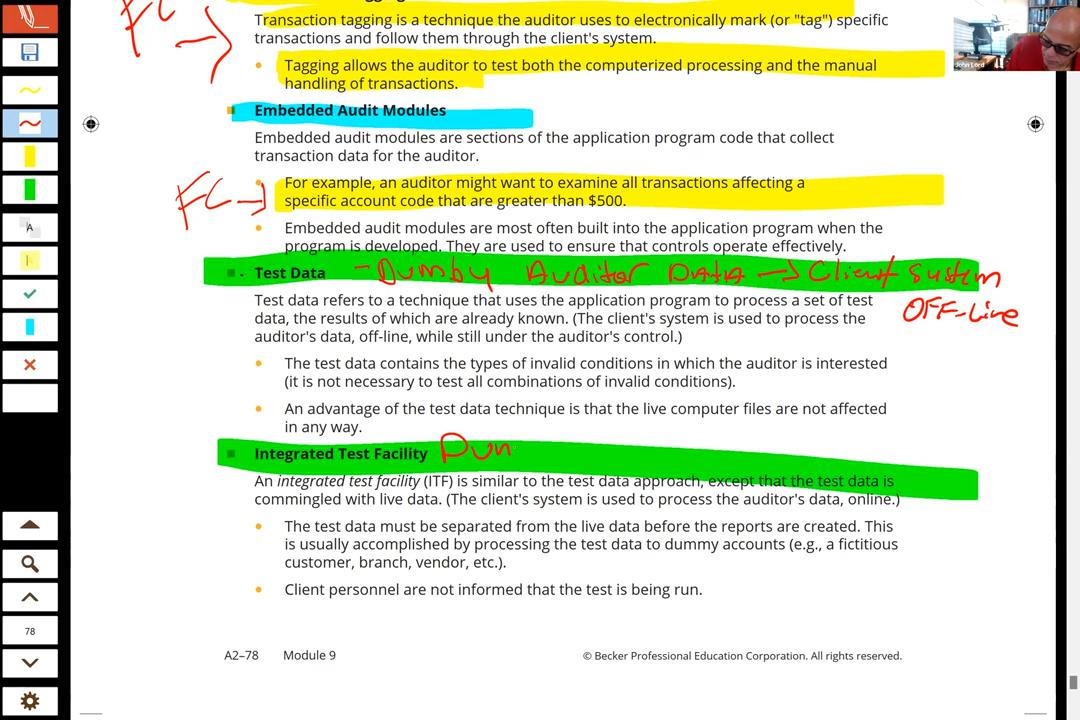 FC
Transaction tagging is a technique the auditor uses to electronically mark (or "tag") specific
transactions and follow them through the client's system.
John Lord
• Tagging allows the auditor to test both the computerized processing and the manual
handling of transactions.
Embedded Audit Modules
Embedded audit modules are sections of the application program code that collect
transaction data for the auditor.
FC → • For example, an auditor might want to examine all transactions affecting a
specific account code that are greater than $500.
• Embedded audit modules are most often built into the application program when the
program is developed. They are used to ensure that controls operate effectively.
Test Data - Dumby Auditor Data → Client System
OFF-Line
Test data refers to a technique that uses the application program to process a set of test
data, the results of which are already known. (The client's system is used to process the
auditor's data, off-line, while still under the auditor's control.)
• The test data contains the types of invalid conditions in which the auditor is interested
(it is not necessary to test all combinations of invalid conditions).
• An advantage of the test data technique is that the live computer files are not affected
in any way.
Integrated Test Facility Dum
An integrated test facility (ITF) is similar to the test data approach, except that the test data is
commingled with live data. (The client's system is used to process the auditor's data, online.)
• The test data must be separated from the live data before the reports are created. This
is usually accomplished by processing the test data to dummy accounts (e.g., a fictitious
customer, branch, vendor, etc.).
• Client personnel are not informed that the test is being run.
78
A2–78 Module 9 © Becker Professional Education Corporation. All rights reserved.